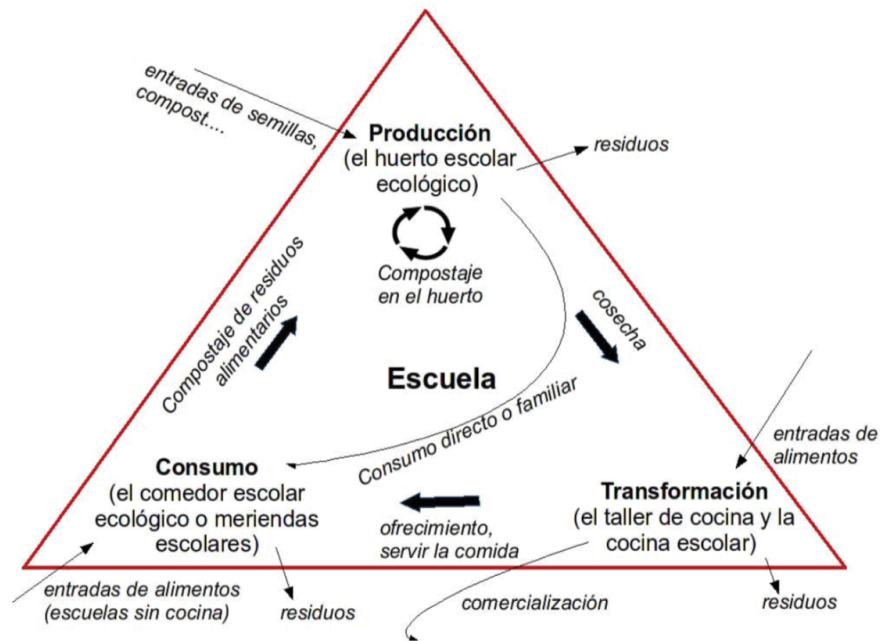 entradas de semillas,
compost....
Producción
(el huerto escolar
ecológico)
residuos
Compostaje
en el huerto
Compostaje de residuos
alimentarios
cosecha
Escuela
Consumo directo o familiar
entradas de
alimentos
Consumo
(el comedor escolar
ecológico o meriendas
escolares)
ofrecimiento,
servir la comida
Transformación
(el taller de cocina y la
cocina escolar)
entradas de alimentos
(escuelas sin cocina)
residuos
comercialización
residuos